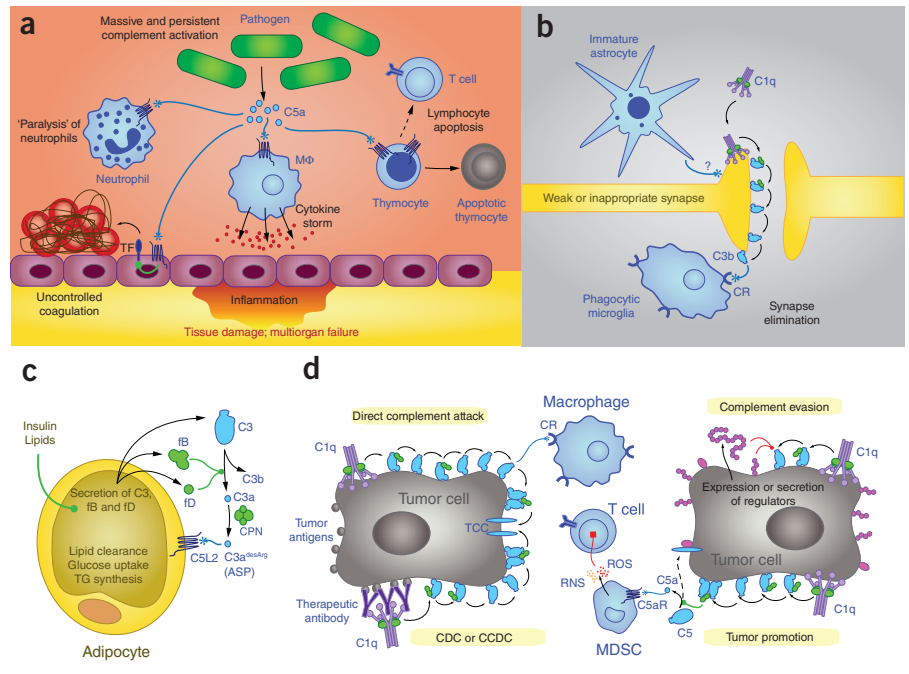 a
Massive and persistent
complement activation
Pathogen
C5a
T cell
Lymphocyte
apoptosis
'Paralysis' of
neutrophils
Neutrophil
MΦ
Thymocyte
Apoptotic
thymocyte
Cytokine
storm
TF
Uncontrolled
coagulation
Inflammation
Tissue damage; multiorgan failure
b
Immature
astrocyte
C1q
?
Weak or inappropriate synapse
C3b
CR
Phagocytic
microglia
Synapse
elimination
c
Insulin
Lipids
C3
fB
C3b
fD
C3a
Secretion of C3,
fB and fD
CPN
Lipid clearance
Glucose uptake
TG synthesis
C5L2
C3adesArg
(ASP)
Adipocyte
d
Direct complement attack
Macrophage
CR
C1q
Tumor cell
Tumor
antigens
TCC
Therapeutic
antibody
C1q
CDC or CCDC
T cell
ROS
RNS
C5a
C5aR
MDSC
C5
Complement evasion
C1q
Expression or secretion
of regulators
Tumor cell
C1q
Tumor promotion